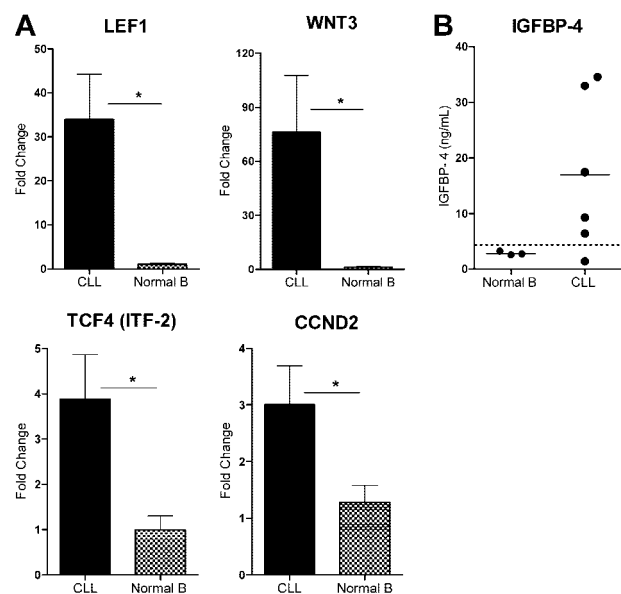 A
LEF1
Fold Change
50
40
30
20
10
0
*
CLL
Normal B
WNT3
Fold Change
120
90
60
30
0
*
CLL
Normal B
B
IGFBP-4
IGFBP- 4 (ng/mL)
40
30
20
10
0
Normal B
CLL
TCF4 (ITF-2)
Fold Change
5
4
3
2
1
0
*
CLL
Normal B
CCND2
Fold Change
4
3
2
1
0
*
CLL
Normal B